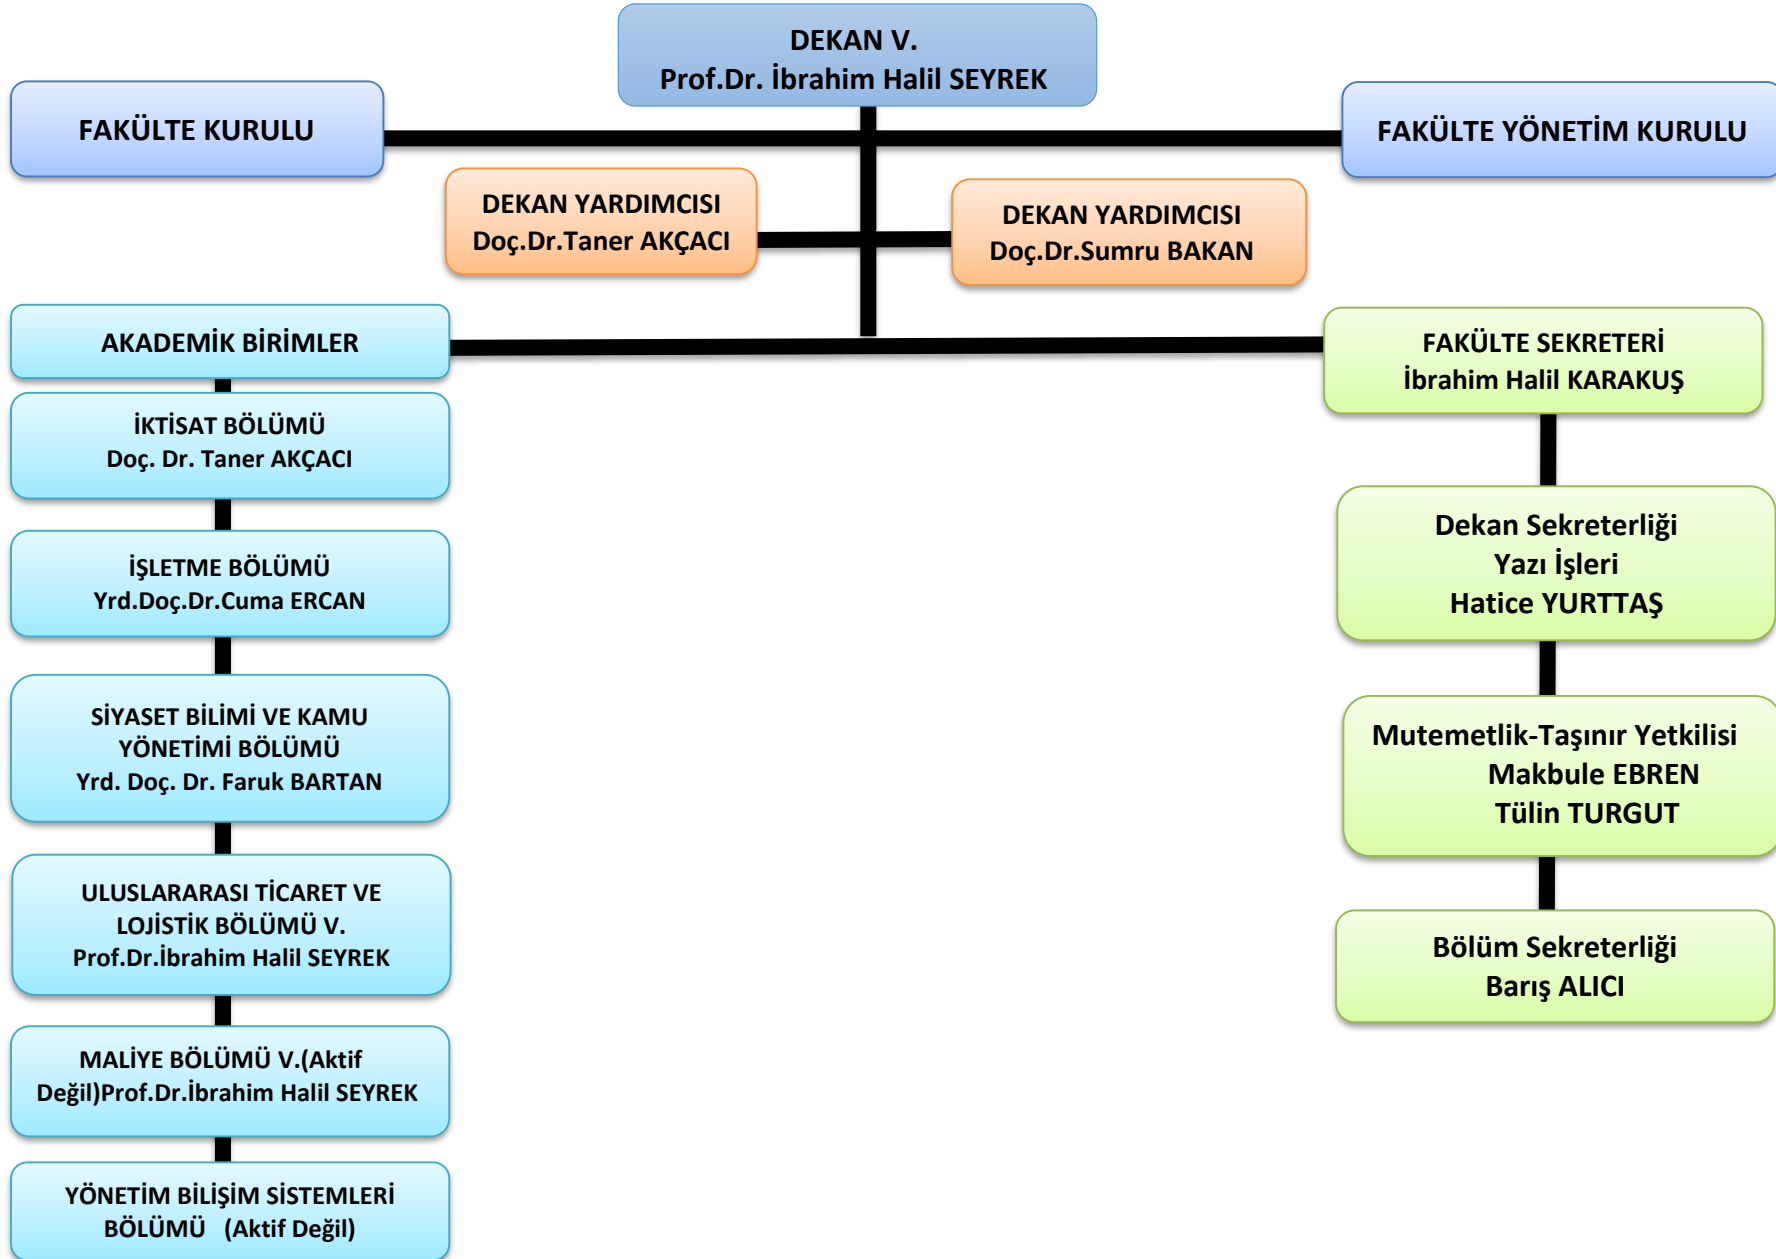 DEKAN V.
Prof.Dr. İbrahim Halil SEYREK
FAKÜLTE KURULU
FAKÜLTE YÖNETİM KURULU
DEKAN YARDIMCISI
Doç.Dr.Taner AKÇACI
DEKAN YARDIMCISI
Doç.Dr.Sumru BAKAN
AKADEMİK BİRİMLER
İKTİSAT BÖLÜMÜ
Doç. Dr. Taner AKÇACI
İŞLETME BÖLÜMÜ
Yrd.Doç.Dr.Cuma ERCAN
SİYASET BİLİMİ VE KAMU
YÖNETİMİ BÖLÜMÜ
Yrd. Doç. Dr. Faruk BARTAN
ULUSLARARASI TİCARET VE
LOJİSTİK BÖLÜMÜ V.
Prof.Dr.İbrahim Halil SEYREK
MALİYE BÖLÜMÜ V.(Aktif
Değil)Prof.Dr.İbrahim Halil SEYREK
YÖNETİM BİLİŞİM SİSTEMLERİ
BÖLÜMÜ (Aktif Değil)
FAKÜLTE SEKRETERİ
İbrahim Halil KARAKUŞ
Dekan Sekreterliği
Yazı İşleri
Hatice YURTTAŞ
Mutemetlik-Taşınır Yetkilisi
Makbule EBREN
Tülin TURGUT
Bölüm Sekreterliği
Barış ALICI